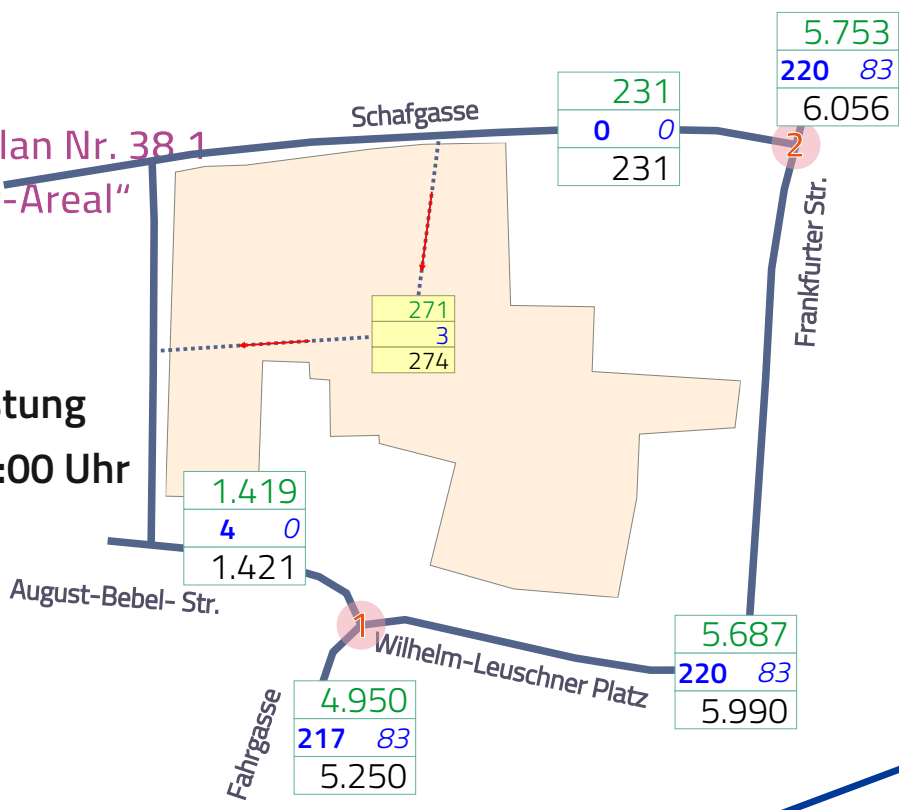 5.753
220 83
6.056
2
Schafgasse
231
0 0
231
lan Nr. 38 1
-Areal“
Frankfurter Str.
271
3
274
tung
:00 Uhr
1.419
4 0
1.421
August-Bebel- Str.
1
Wilhelm-Leuschner Platz
5.687
220 83
5.990
Fahrgasse
4.950
217 83
5.250